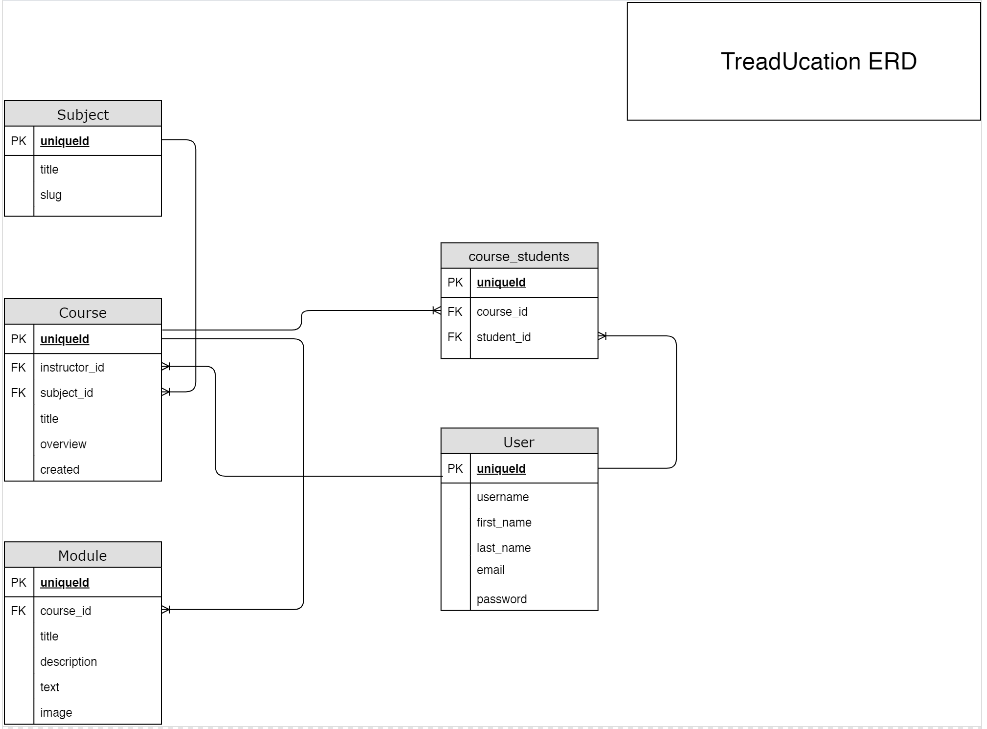 TreadUcation ERD
Subject
PK uniqueId
title
slug
Course
PK uniqueId
FK instructor_id
FK subject_id
title
overview
created
Module
PK uniqueId
FK course_id
title
description
text
image
course_students
PK uniqueId
FK course_id
FK student_id
User
PK uniqueId
username
first_name
last_name
email
password